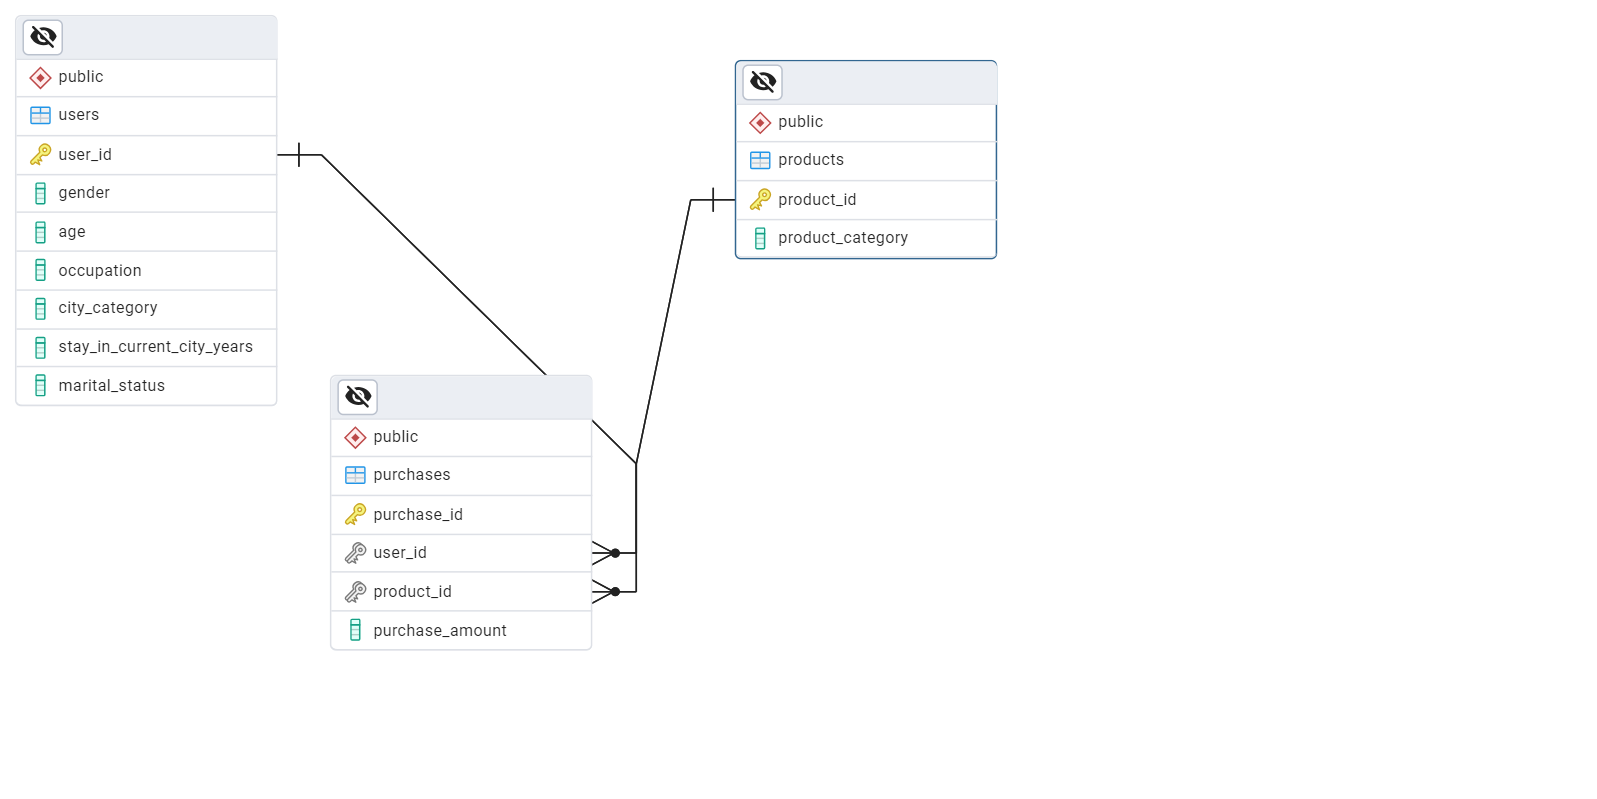 public
users
user_id
gender
age
occupation
city_category
stay_in_current_city_years
marital_status
public
products
product_id
product_category
public
purchases
purchase_id
user_id
product_id
purchase_amount